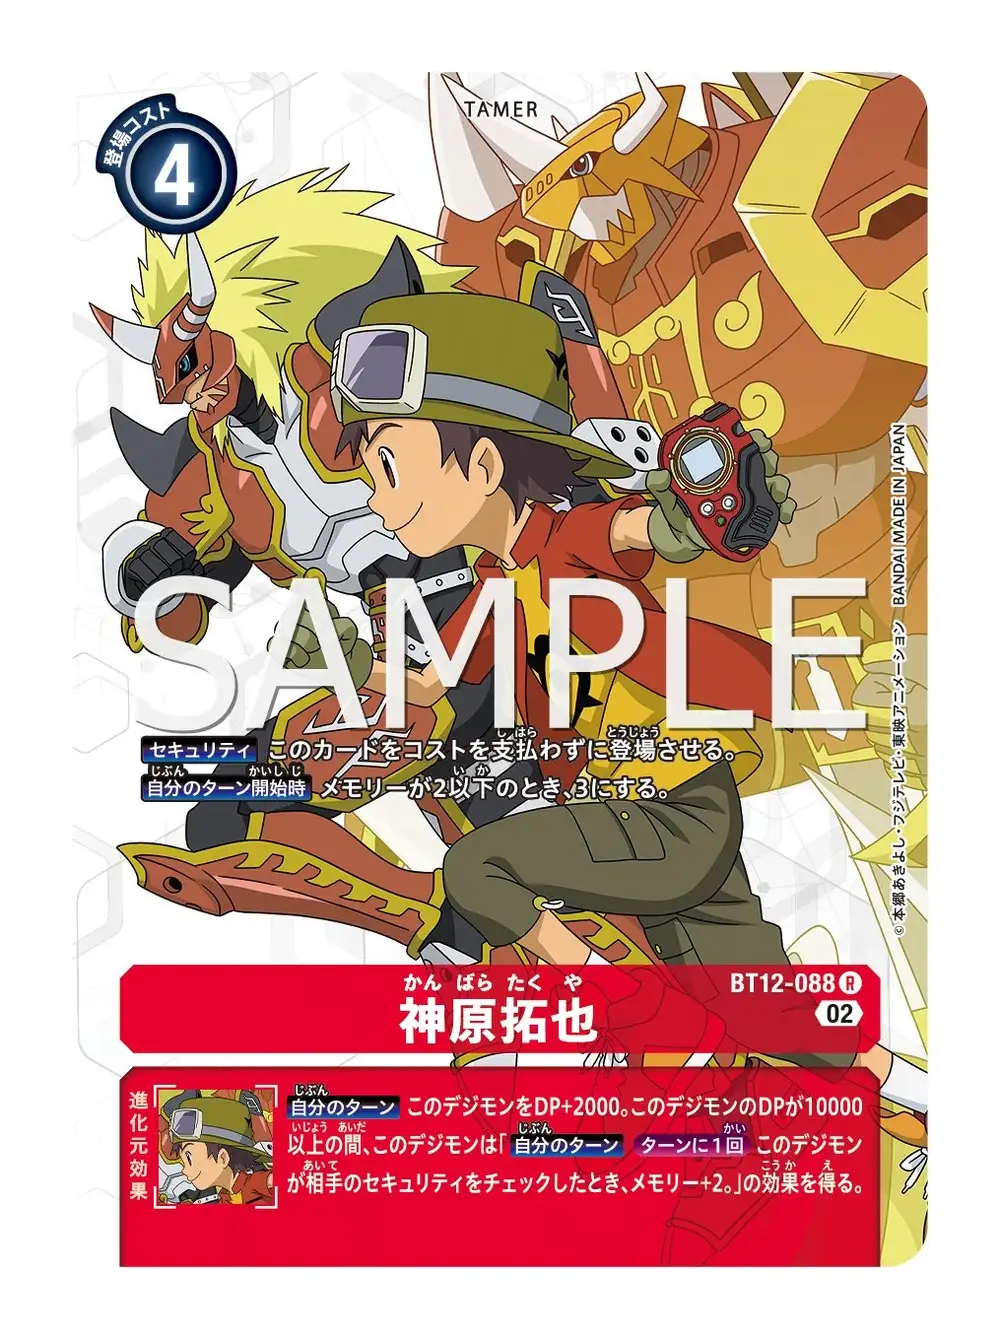 TAMER
登場コスト
4
SAMPLE
セキュリティ このカードをコストを支払わずに登場させる。
自分のターン開始時 メモリーが2以下のとき、3にする。
©本郷あきよし・フジテレビ・東映アニメーション BANDAI MADE IN JAPAN
かんばらたくや
神原拓也
BT12-088 R
02
進化元効果
自分のターン このデジモンをDP+2000。このデジモンのDPが10000
以上の間、このデジモンは「自分のターン ターンに1回 このデジモン
が相手のセキュリティをチェックしたとき、メモリー+2。」の効果を得る。